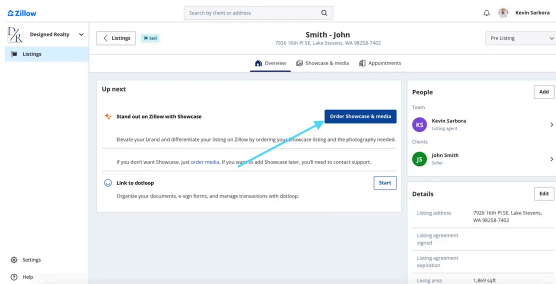 Zillow
Search by client or address
Kevin Sarbora
D/R
Designed Realty
Listings
Sell
Smith - John
7926 16th Pl SE, Lake Stevens, WA 98258-7402
Pre Listing
Listings
Overview
Showcase & media
Appointments
Up next
Stand out on Zillow with Showcase
Order Showcase & media
Elevate your brand and differentiate your listing on Zillow by ordering your Showcase listing and the photography needed.
If you don't want Showcase, just order media. If you want to add Showcase later, you'll need to contact support.
Link to dotloop
Start
Organize your documents, e-sign forms, and manage transactions with dotloop.
People
Add
Team
KS
Kevin Sarbora
Listing agent
Clients
JS
John Smith
Seller
Details
Edit
Listing address
7926 16th Pl SE, Lake Stevens,
WA 98258-7402
Listing agreement
signed
Listing agreement
expiration
Living area
1,869 sqft
Settings
Help